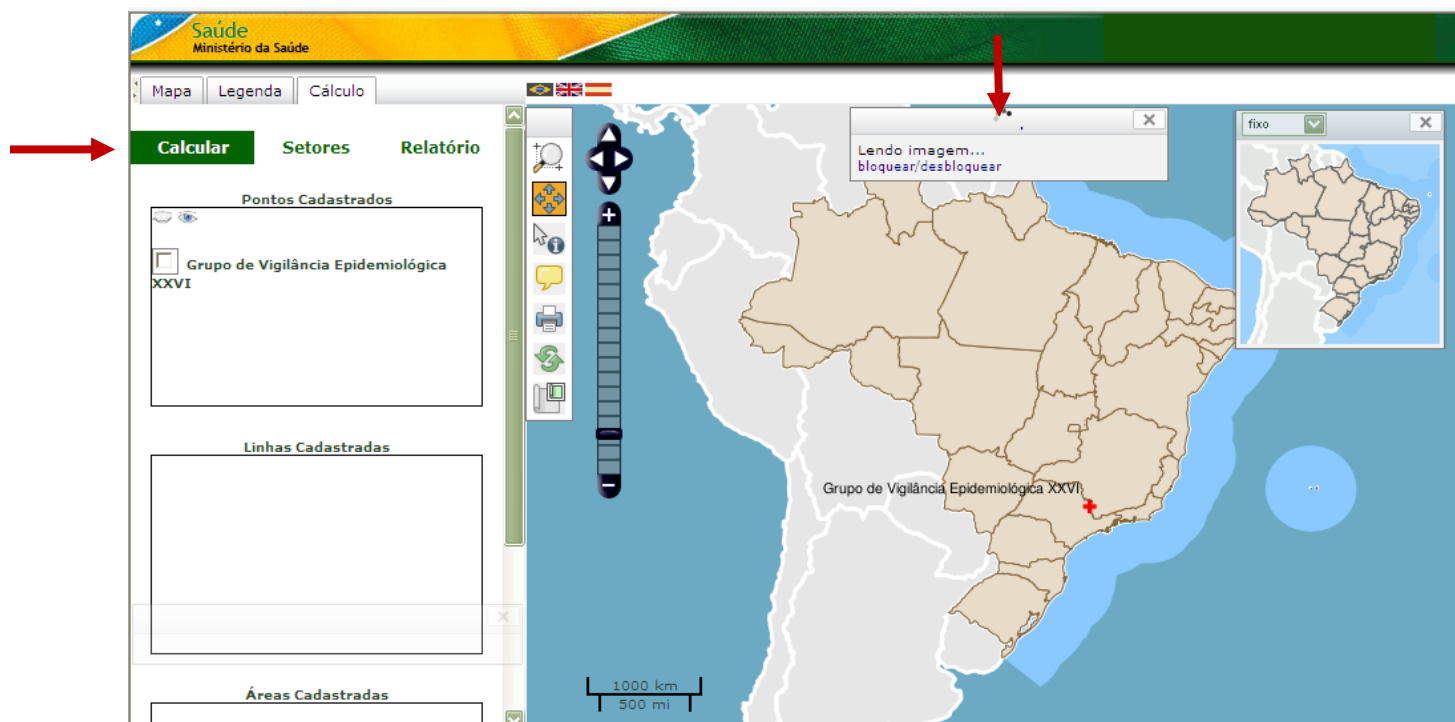 Saúde
Ministério da Saúde
Mapa
Legenda
Cálculo
Calcular
Setores
Relatório
Pontos Cadastrados
Grupo de Vigilância Epidemiológica
XXVI
Linhas Cadastradas
Áreas Cadastradas
Lendo imagem...
bloquear/desbloquear
fixo
Grupo de Vigilância Epidemiológica XXVI
1000 km
500 mi